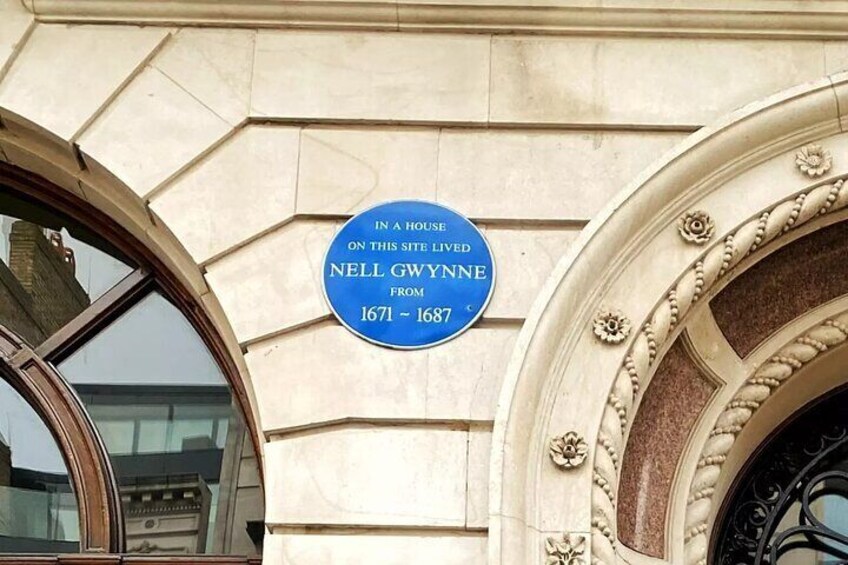 IN A HOUSE
ON THIS SITE LIVED
NELL GWYNNE
FROM
1671 ~ 1687